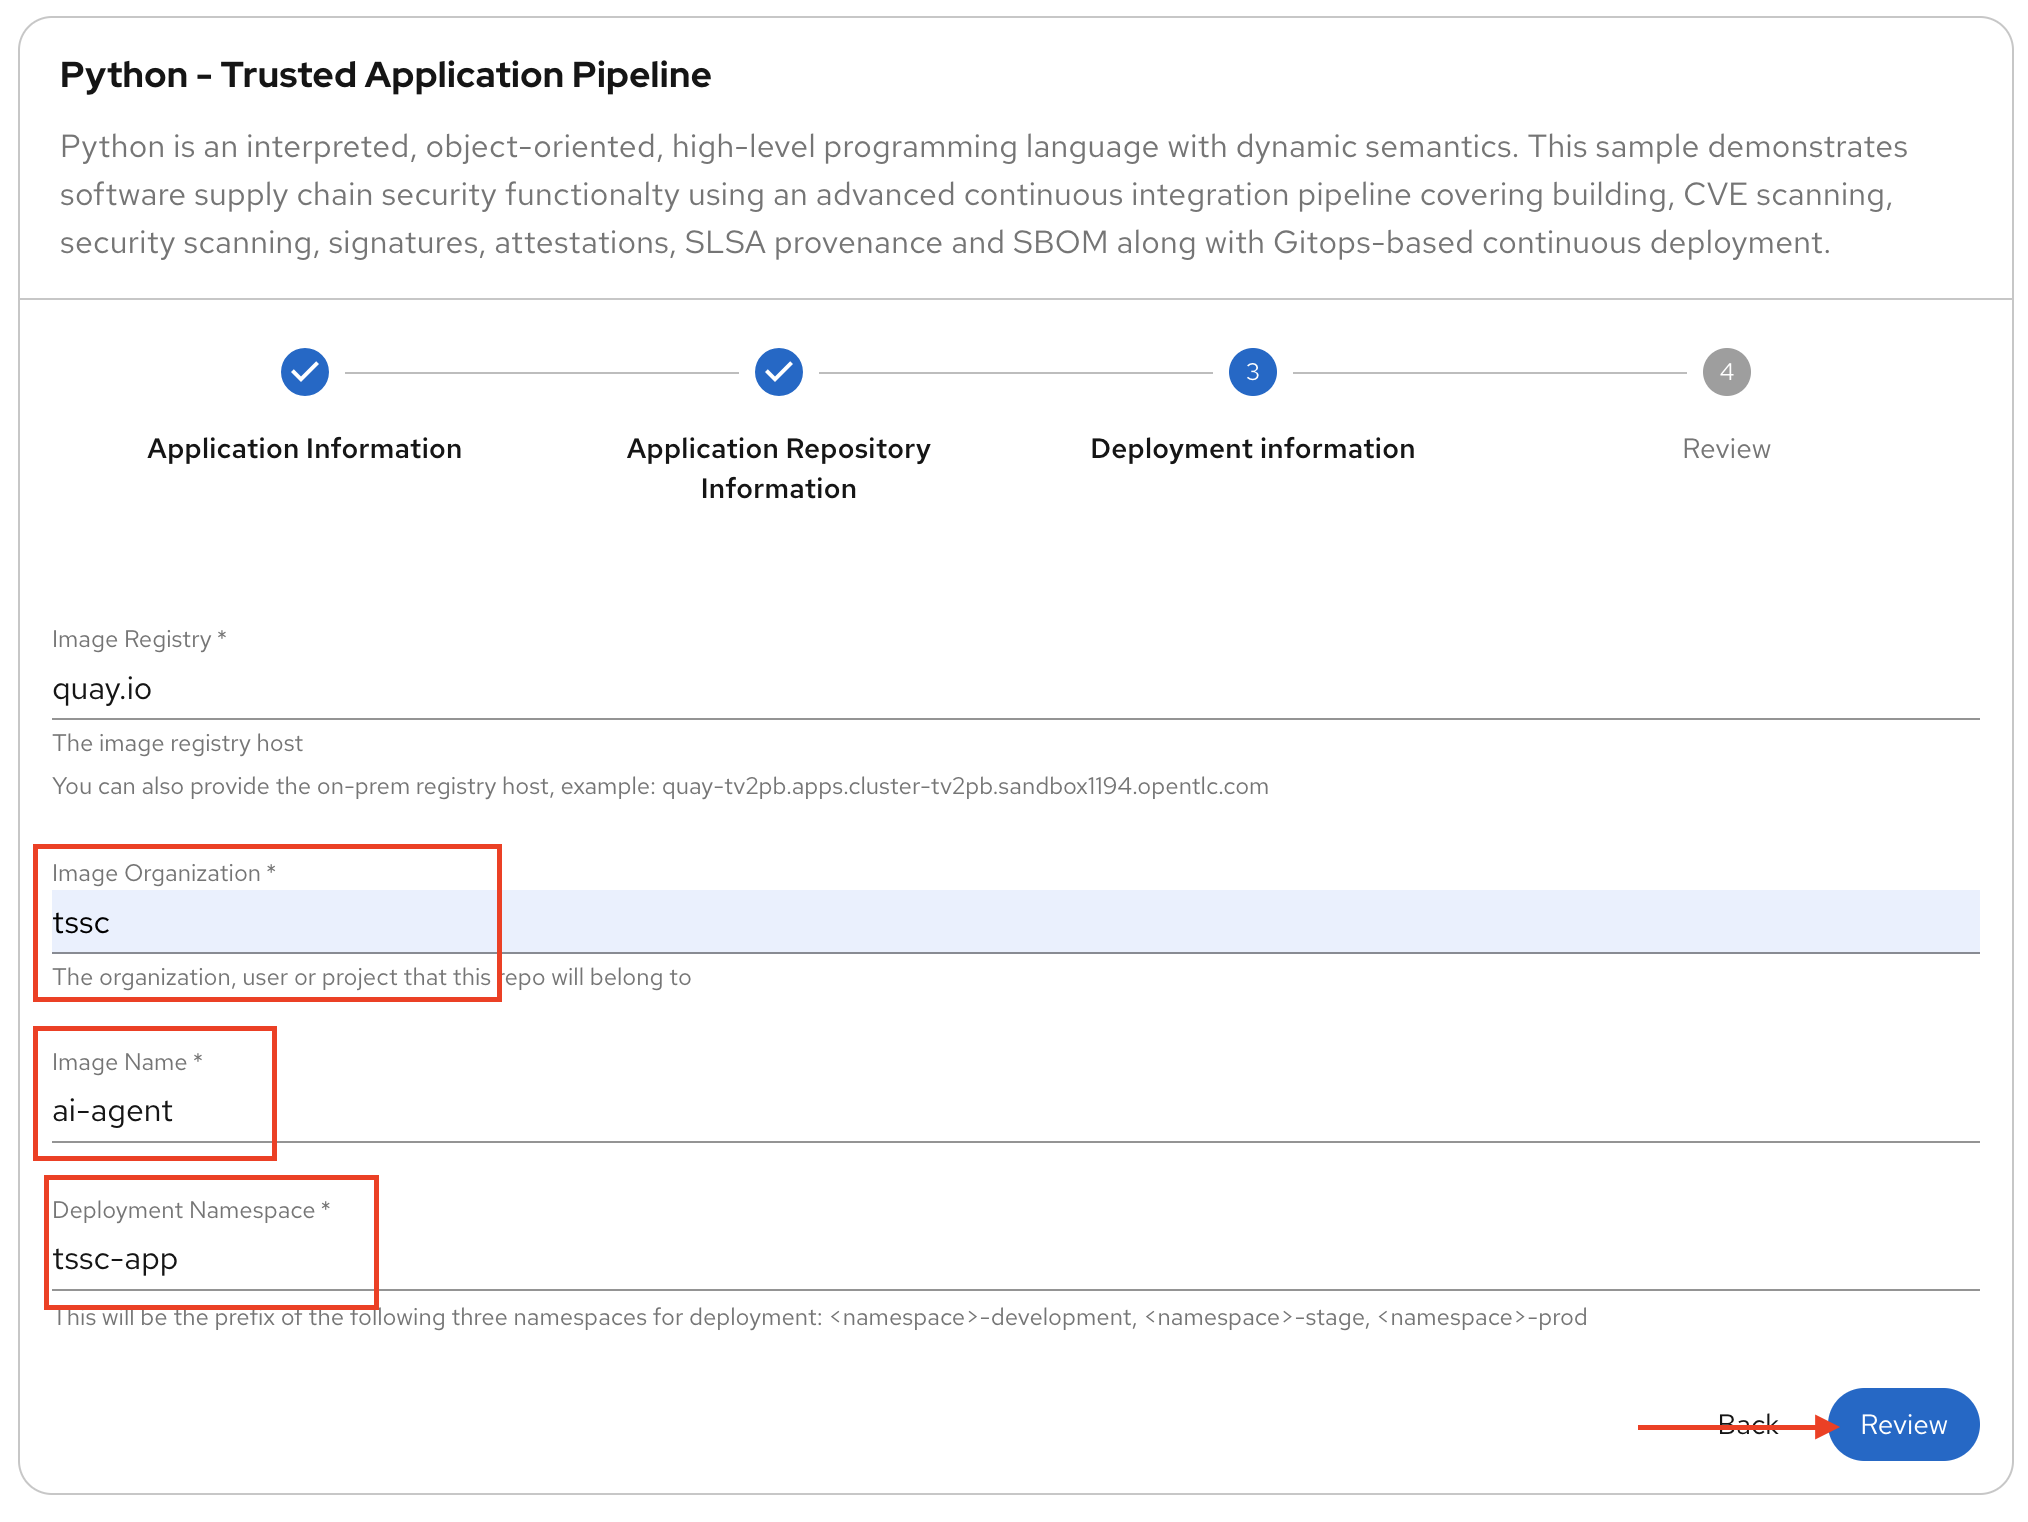 Python - Trusted Application Pipeline
Python is an interpreted, object-oriented, high-level programming language with dynamic semantics. This sample demonstrates
software supply chain security functionalty using an advanced continuous integration pipeline covering building, CVE scanning,
security scanning, signatures, attestations, SLSA provenance and SBOM along with Gitops-based continuous deployment.
3
4
Application Information
Application Repository
Information
Deployment information
Review
Image Registry *
quay.io
The image registry host
You can also provide the on-prem registry host, example: quay-tv2pb.apps.cluster-tv2pb.sandbox1194.opentlc.com
Image Organization *
tssc
The organization, user or project that this repo will belong to
Image Name *
ai-agent
Deployment Namespace *
tssc-app
This will be the prefix of the following three namespaces for deployment: <namespace>-development, <namespace>-stage, <namespace>-prod
Back
Review